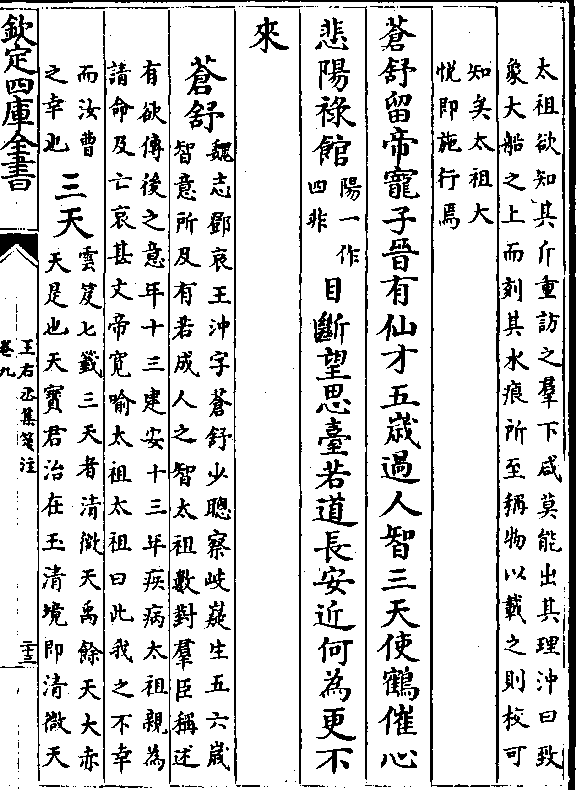 太祖欲知其斤重訪之羣下咸莫能出其理沖曰致
象大船之上而刻其水痕所至稱物以載之則校可
知矣太祖大
悅即施行焉
蒼舒留帝寵子晉有仙才五歲過人智三天使鶴催心
悲陽祿館陽一作四非目斷望思臺若道長安近何為更不
來
蒼舒魏志鄧哀王沖字蒼舒少聰察岐嶷生五六歲
智意所及有若成人之智太祖數對羣臣稱述
有欲傳後之意年十三建安十三年疾病太祖親為
請命及亡哀甚文帝寛喻太祖太祖曰此我之不幸
而汝曹
之幸也
三天雲笈七籤三天者清微天禹餘天大赤
天是也天寶君治在玉清境即清微天
欽定四庫全書
王右丞集箋注
卷九
二十三